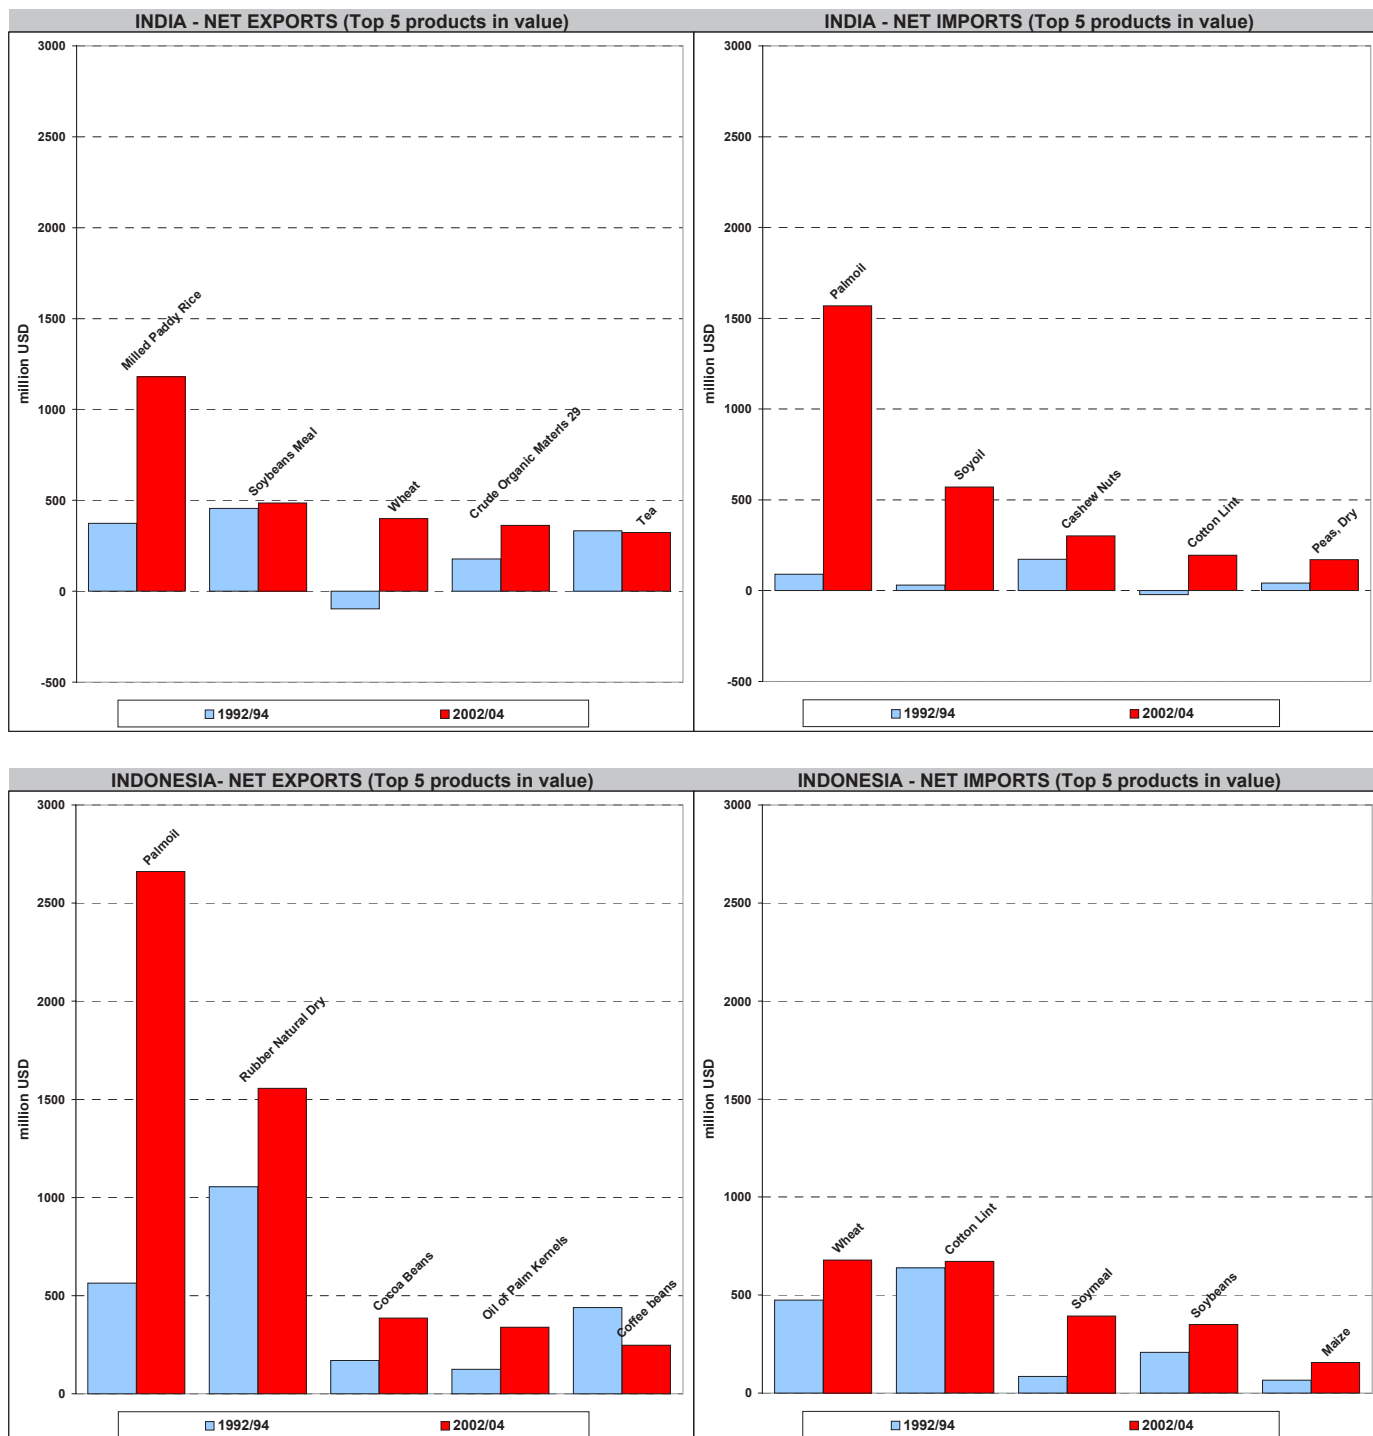 INDIA - NET EXPORTS (Top 5 products in value)
INDIA - NET IMPORTS (Top 5 products in value)
million USD
3000
2500
2000
1500
1000
500
0
-500
Milled Paddy Rice
Soybeans Meal
Wheat
Crude Organic Materls 29
Tea
1992/94
2002/04
million USD
3000
2500
2000
1500
1000
500
0
-500
Palmoil
Soyoil
Cashew Nuts
Cotton Lint
Peas, Dry
1992/94
2002/04
INDONESIA- NET EXPORTS (Top 5 products in value)
INDONESIA - NET IMPORTS (Top 5 products in value)
million USD
3000
2500
2000
1500
1000
500
0
Palmoil
Rubber Natural Dry
Cocoa Beans
Oil of Palm Kernels
Coffee beans
1992/94
2002/04
million USD
3000
2500
2000
1500
1000
500
0
Wheat
Cotton Lint
Soymeal
Soybeans
Maize
1992/94
2002/04